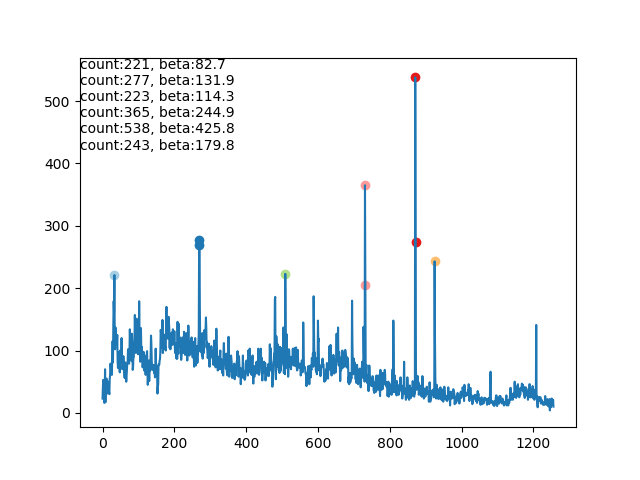 count:221, beta:82.7
count:277, beta:131.9
count:223, beta:114.3
count:365, beta:244.9
count:538, beta:425.8
count:243, beta:179.8
500
400
300
200
100
0
0 200 400 600 800 1000 1200